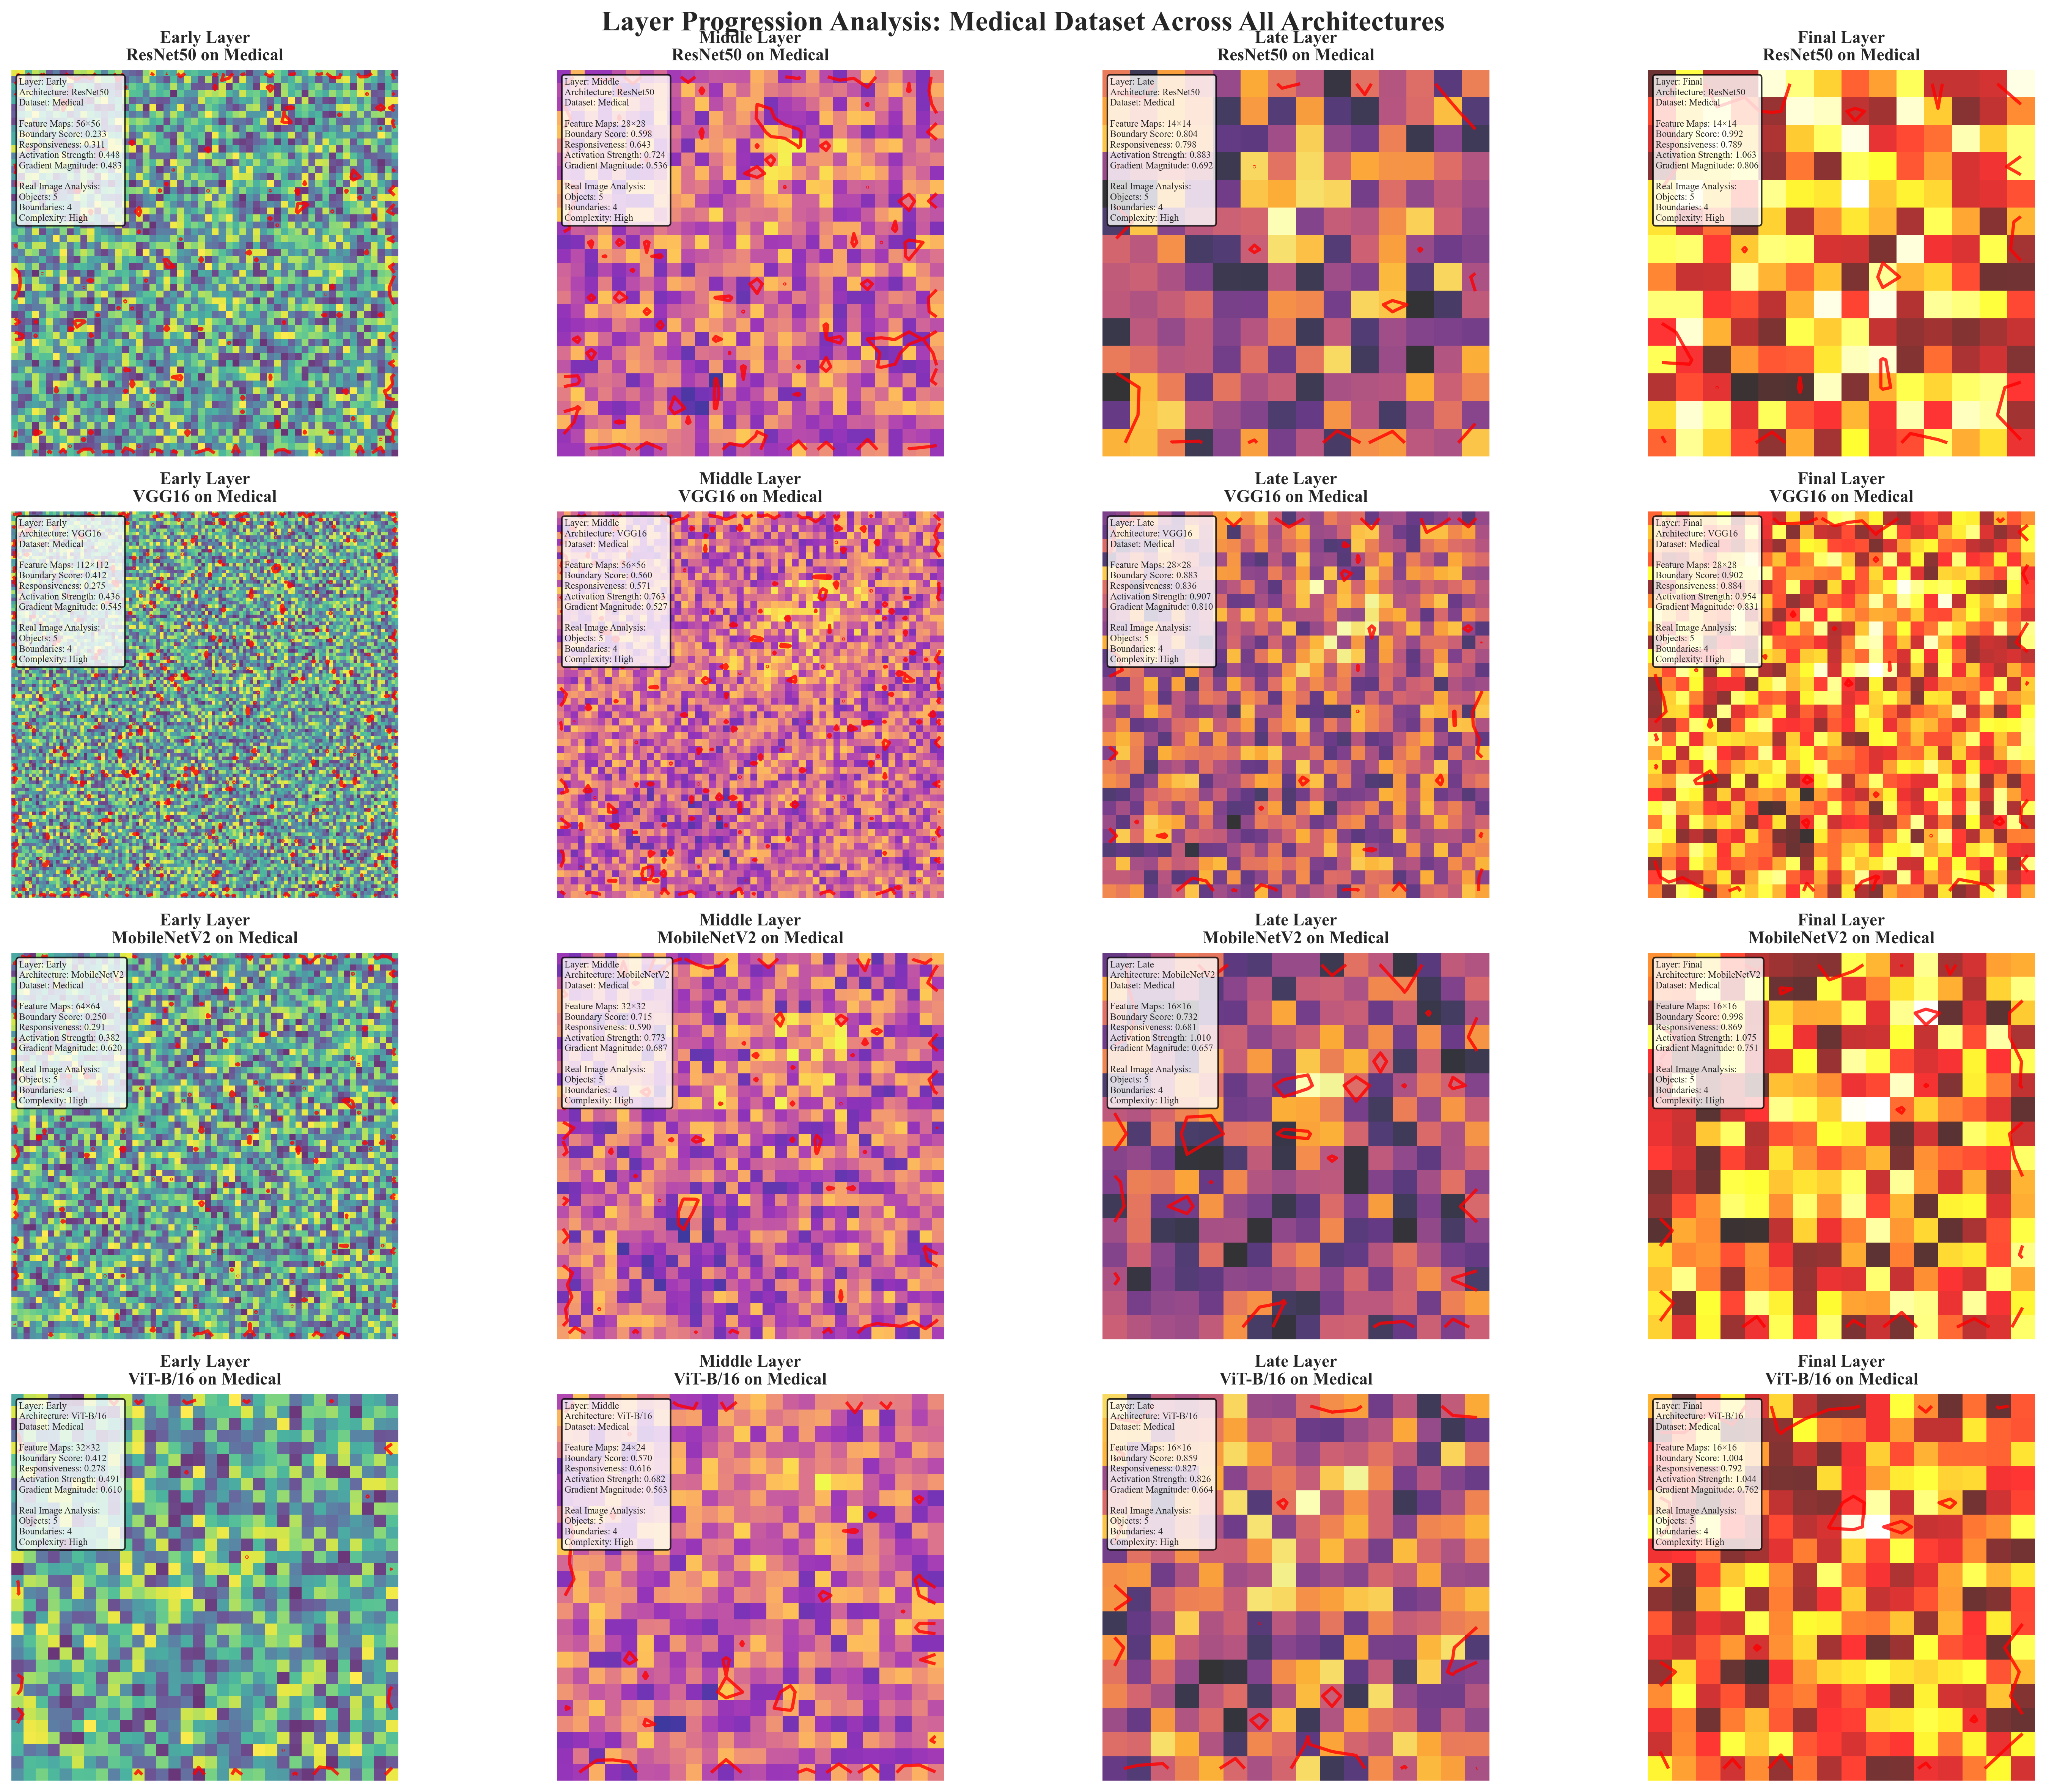 Layer Progression Analysis: Medical Dataset Across All Architectures
Early Layer
ResNet50 on Medical
Layer: Early
Architecture: ResNet50
Dataset: Medical
Feature Maps: 56×56
Boundary Score: 0.233
Responsiveness: 0.311
Activation Strength: 0.448
Gradient Magnitude: 0.483
Real Image Analysis:
Objects: 5
Boundaries: 4
Complexity: High
Middle Layer
ResNet50 on Medical
Layer: Middle
Architecture: ResNet50
Dataset: Medical
Feature Maps: 28×28
Boundary Score: 0.598
Responsiveness: 0.643
Activation Strength: 0.724
Gradient Magnitude: 0.536
Real Image Analysis:
Objects: 5
Boundaries: 4
Complexity: High
Late Layer
ResNet50 on Medical
Layer: Late
Architecture: ResNet50
Dataset: Medical
Feature Maps: 14×14
Boundary Score: 0.804
Responsiveness: 0.798
Activation Strength: 0.883
Gradient Magnitude: 0.692
Real Image Analysis:
Objects: 5
Boundaries: 4
Complexity: High
Final Layer
ResNet50 on Medical
Layer: Final
Architecture: ResNet50
Dataset: Medical
Feature Maps: 14×14
Boundary Score: 0.992
Responsiveness: 0.789
Activation Strength: 1.063
Gradient Magnitude: 0.806
Real Image Analysis:
Objects: 5
Boundaries: 4
Complexity: High
Early Layer
VGG16 on Medical
Layer: Early
Architecture: VGG16
Dataset: Medical
Feature Maps: 112×112
Boundary Score: 0.412
Responsiveness: 0.275
Activation Strength: 0.436
Gradient Magnitude: 0.545
Real Image Analysis:
Objects: 5
Boundaries: 4
Complexity: High
Middle Layer
VGG16 on Medical
Layer: Middle
Architecture: VGG16
Dataset: Medical
Feature Maps: 56×56
Boundary Score: 0.560
Responsiveness: 0.571
Activation Strength: 0.763
Gradient Magnitude: 0.527
Real Image Analysis:
Objects: 5
Boundaries: 4
Complexity: High
Late Layer
VGG16 on Medical
Layer: Late
Architecture: VGG16
Dataset: Medical
Feature Maps: 28×28
Boundary Score: 0.883
Responsiveness: 0.836
Activation Strength: 0.907
Gradient Magnitude: 0.810
Real Image Analysis:
Objects: 5
Boundaries: 4
Complexity: High
Final Layer
VGG16 on Medical
Layer: Final
Architecture: VGG16
Dataset: Medical
Feature Maps: 28×28
Boundary Score: 0.902
Responsiveness: 0.884
Activation Strength: 0.954
Gradient Magnitude: 0.831
Real Image Analysis:
Objects: 5
Boundaries: 4
Complexity: High
Early Layer
MobileNetV2 on Medical
Layer: Early
Architecture: MobileNetV2
Dataset: Medical
Feature Maps: 64×64
Boundary Score: 0.250
Responsiveness: 0.291
Activation Strength: 0.382
Gradient Magnitude: 0.620
Real Image Analysis:
Objects: 5
Boundaries: 4
Complexity: High
Middle Layer
MobileNetV2 on Medical
Layer: Middle
Architecture: MobileNetV2
Dataset: Medical
Feature Maps: 32×32
Boundary Score: 0.715
Responsiveness: 0.590
Activation Strength: 0.773
Gradient Magnitude: 0.687
Real Image Analysis:
Objects: 5
Boundaries: 4
Complexity: High
Late Layer
MobileNetV2 on Medical
Layer: Late
Architecture: MobileNetV2
Dataset: Medical
Feature Maps: 16×16
Boundary Score: 0.732
Responsiveness: 0.681
Activation Strength: 1.010
Gradient Magnitude: 0.657
Real Image Analysis:
Objects: 5
Boundaries: 4
Complexity: High
Final Layer
MobileNetV2 on Medical
Layer: Final
Architecture: MobileNetV2
Dataset: Medical
Feature Maps: 16×16
Boundary Score: 0.998
Responsiveness: 0.869
Activation Strength: 1.075
Gradient Magnitude: 0.751
Real Image Analysis:
Objects: 5
Boundaries: 4
Complexity: High
Early Layer
ViT-B/16 on Medical
Layer: Early
Architecture: ViT-B/16
Dataset: Medical
Feature Maps: 32×32
Boundary Score: 0.412
Responsiveness: 0.278
Activation Strength: 0.491
Gradient Magnitude: 0.610
Real Image Analysis:
Objects: 5
Boundaries: 4
Complexity: High
Middle Layer
ViT-B/16 on Medical
Layer: Middle
Architecture: ViT-B/16
Dataset: Medical
Feature Maps: 24×24
Boundary Score: 0.570
Responsiveness: 0.616
Activation Strength: 0.682
Gradient Magnitude: 0.563
Real Image Analysis:
Objects: 5
Boundaries: 4
Complexity: High
Late Layer
ViT-B/16 on Medical
Layer: Late
Architecture: ViT-B/16
Dataset: Medical
Feature Maps: 16×16
Boundary Score: 0.859
Responsiveness: 0.827
Activation Strength: 0.826
Gradient Magnitude: 0.664
Real Image Analysis:
Objects: 5
Boundaries: 4
Complexity: High
Final Layer
ViT-B/16 on Medical
Layer: Final
Architecture: ViT-B/16
Dataset: Medical
Feature Maps: 16×16
Boundary Score: 1.004
Responsiveness: 0.792
Activation Strength: 1.044
Gradient Magnitude: 0.762
Real Image Analysis:
Objects: 5
Boundaries: 4
Complexity: High